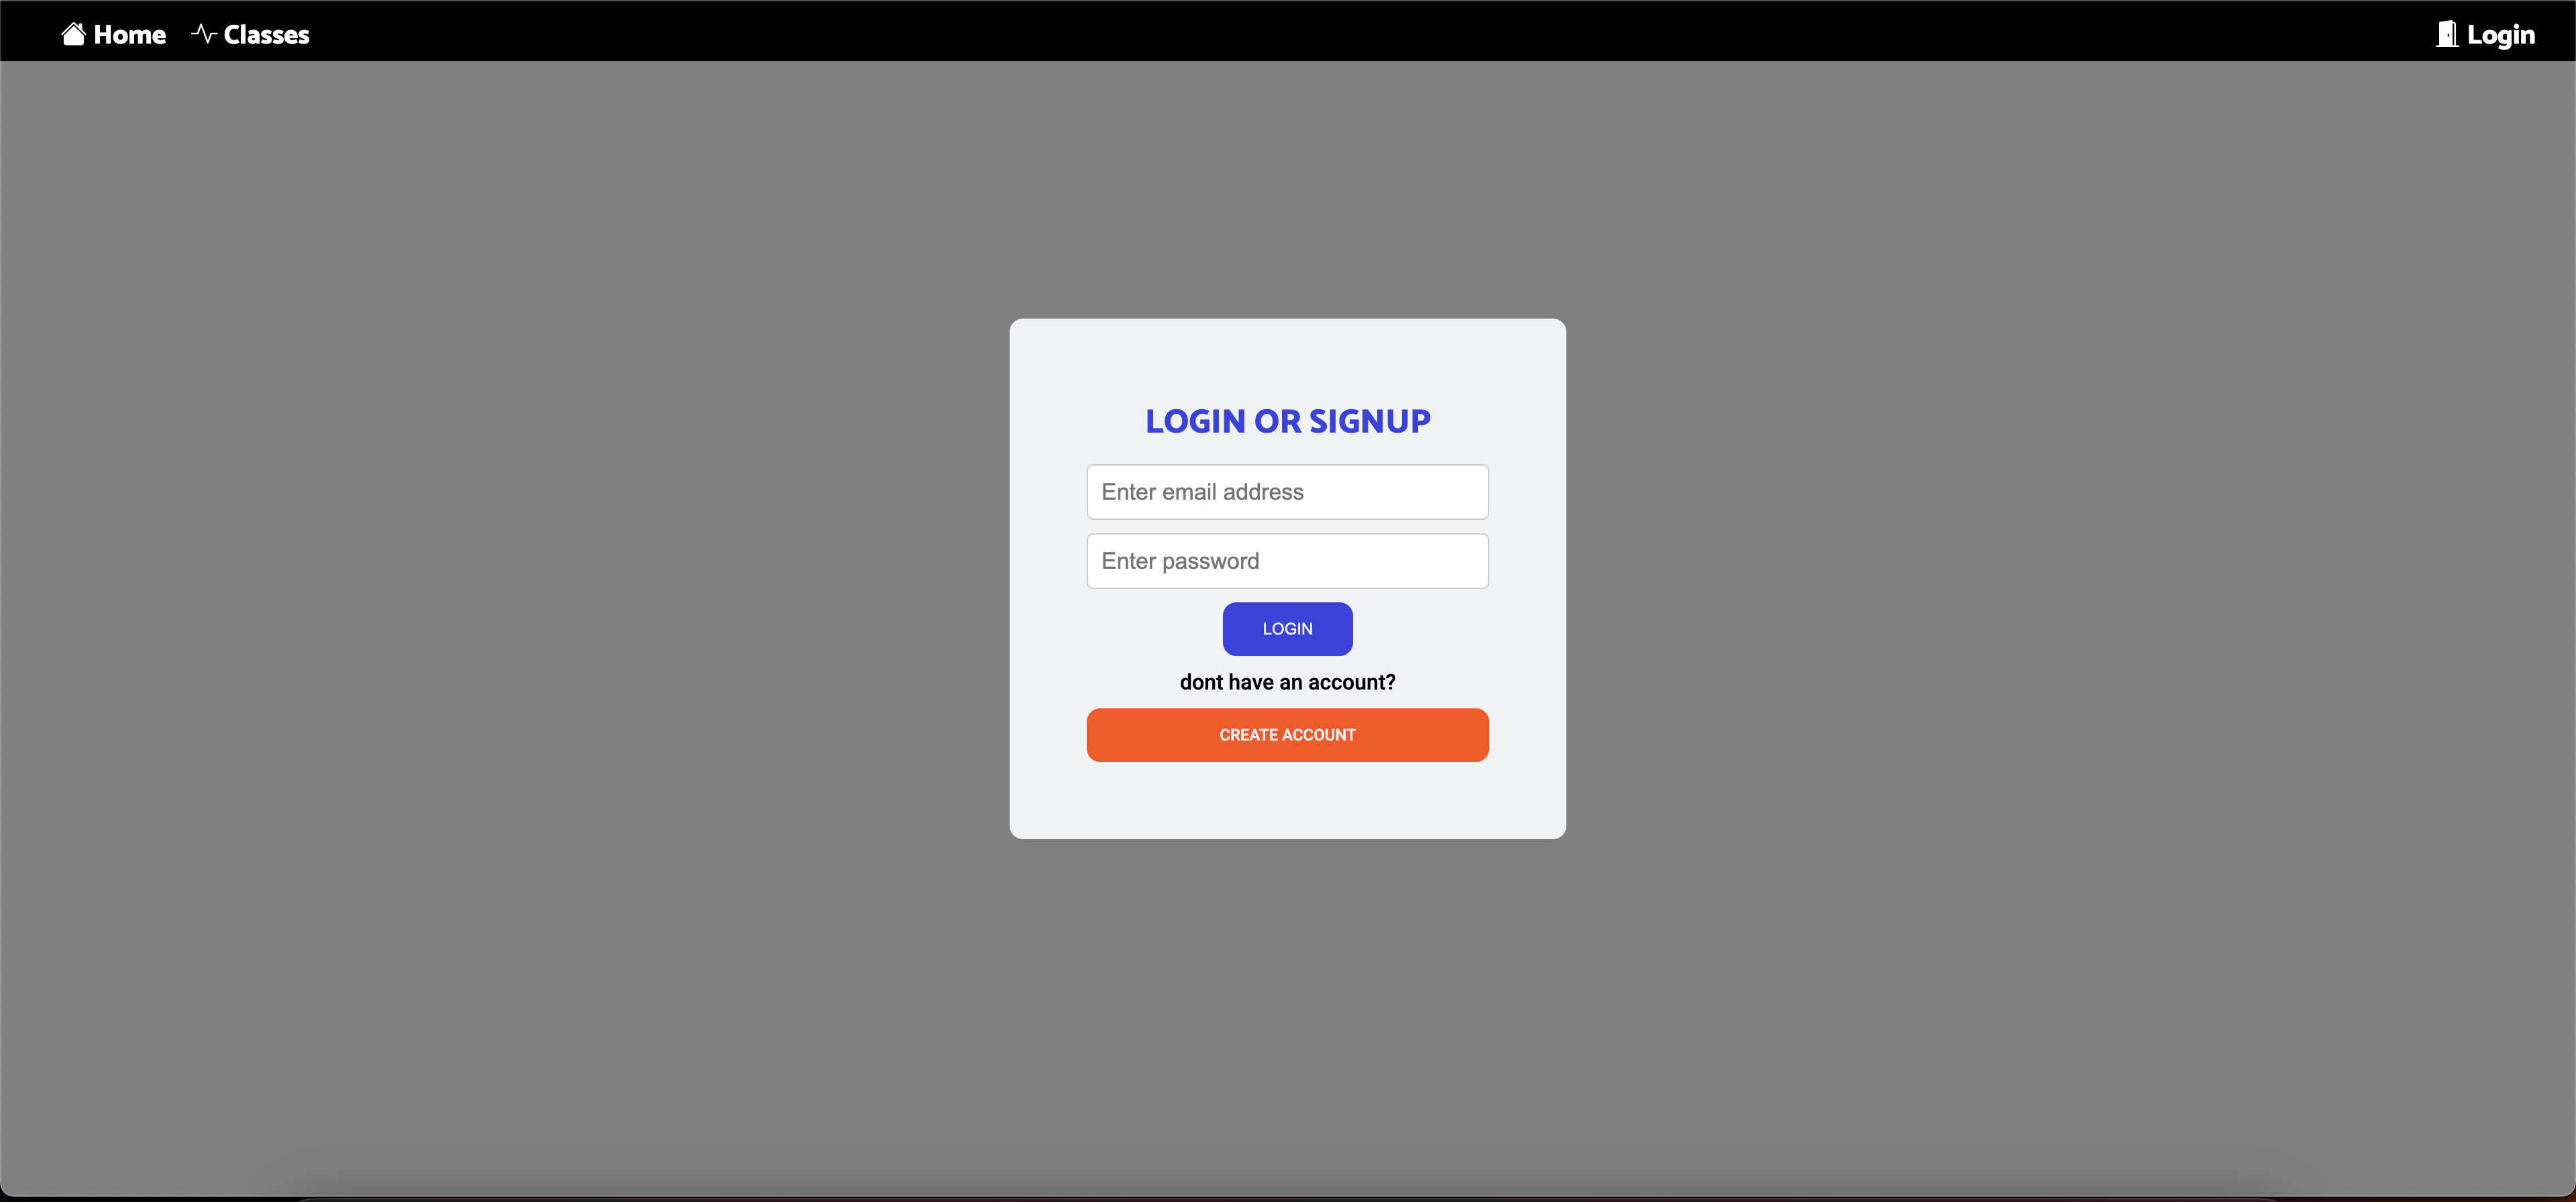 Home Classes Login
LOGIN OR SIGNUP
Enter email address
Enter password
LOGIN
dont have an account?
CREATE ACCOUNT